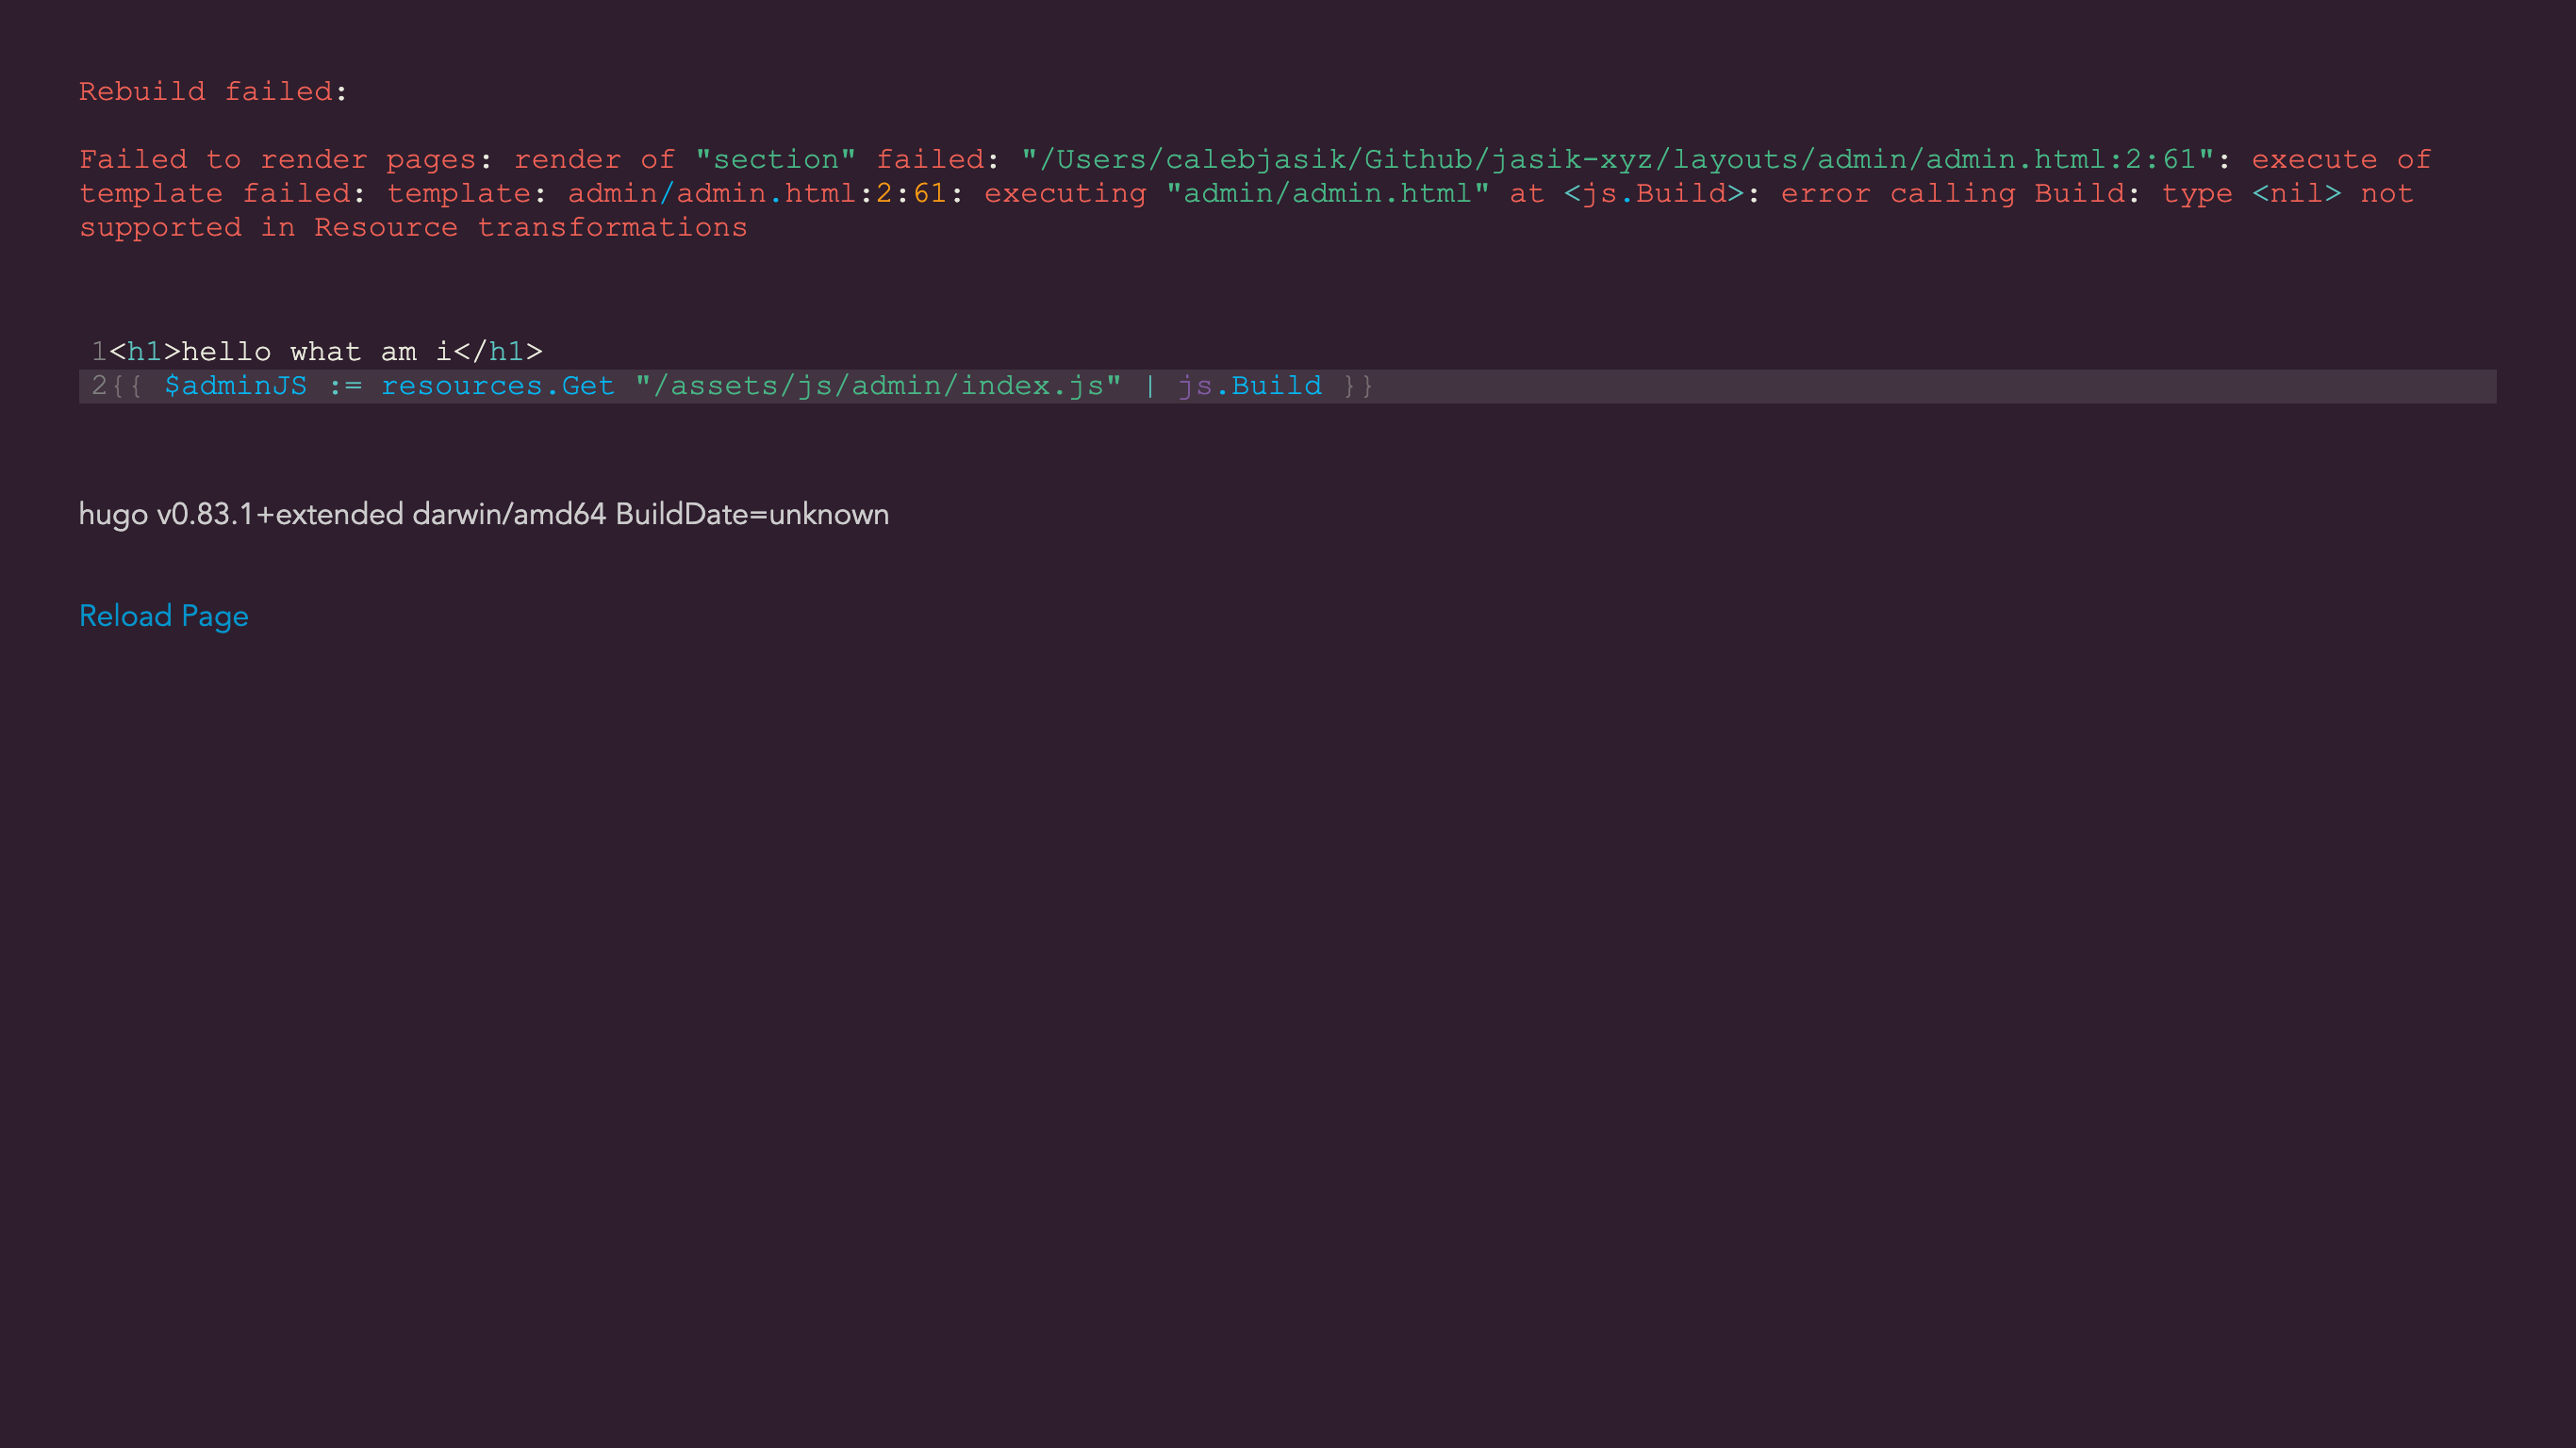 Rebuild failed:
Failed to render pages: render of "section" failed: "/Users/calebjasik/Github/jasik-xyz/layouts/admin/admin.html:2:61": execute of
template failed: template: admin/admin.html:2:61: executing "admin/admin.html" at <js.Build>: error calling Build: type <nil> not
supported in Resource transformations
1<h1>hello what am i</h1>
2{{ $adminJS := resources.Get "/assets/js/admin/index.js" | js.Build }}
hugo v0.83.1+extended darwin/amd64 BuildDate=unknown
Reload Page